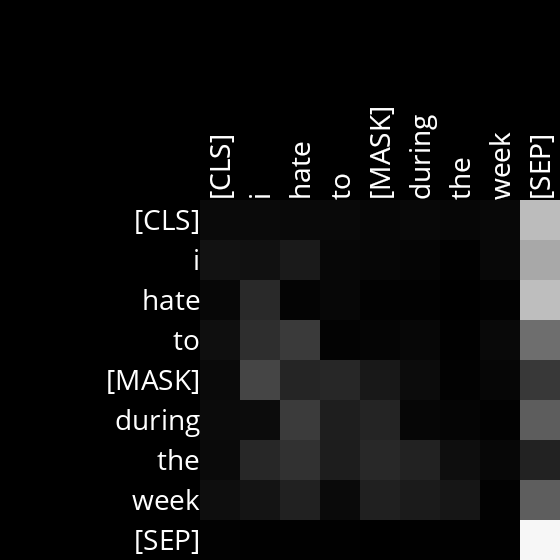 [CLS] i hate to [MASK] during the week [SEP]
[CLS]
i
hate
to
[MASK]
during
the
week
[SEP]